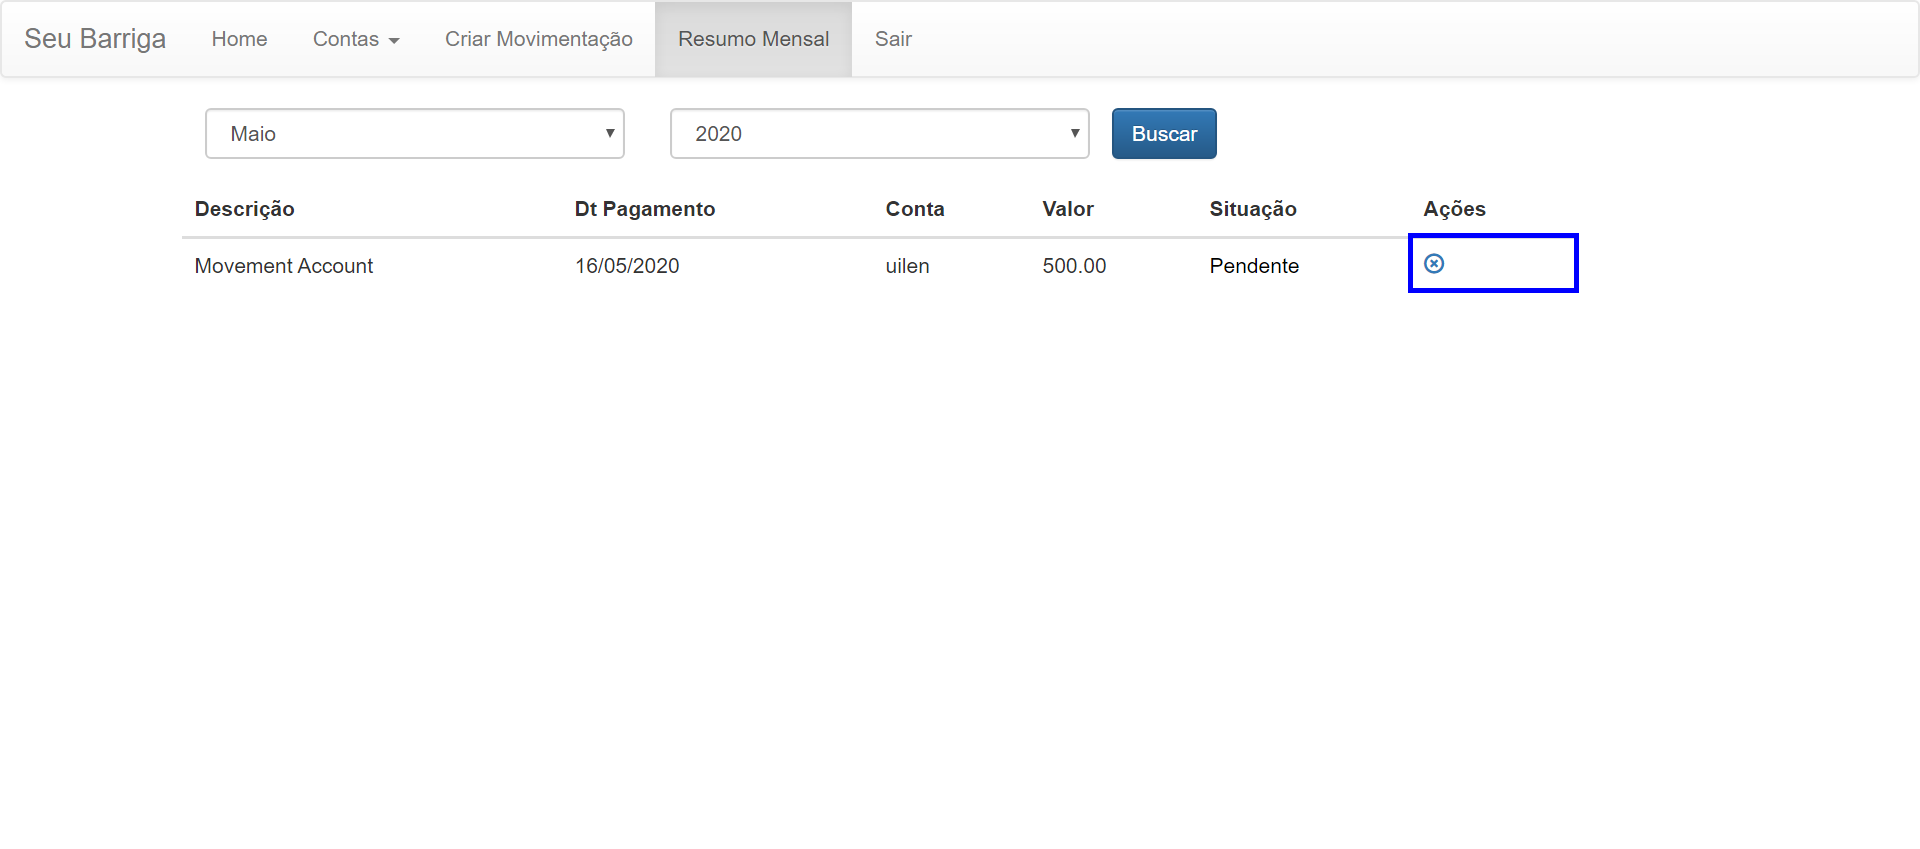 Seu Barriga Home Contas Criar Movimentação Resumo Mensal Sair
Maio 2020 Buscar
Descrição Dt Pagamento Conta Valor Situação Ações
Movement Account 16/05/2020 uilen 500.00 Pendente